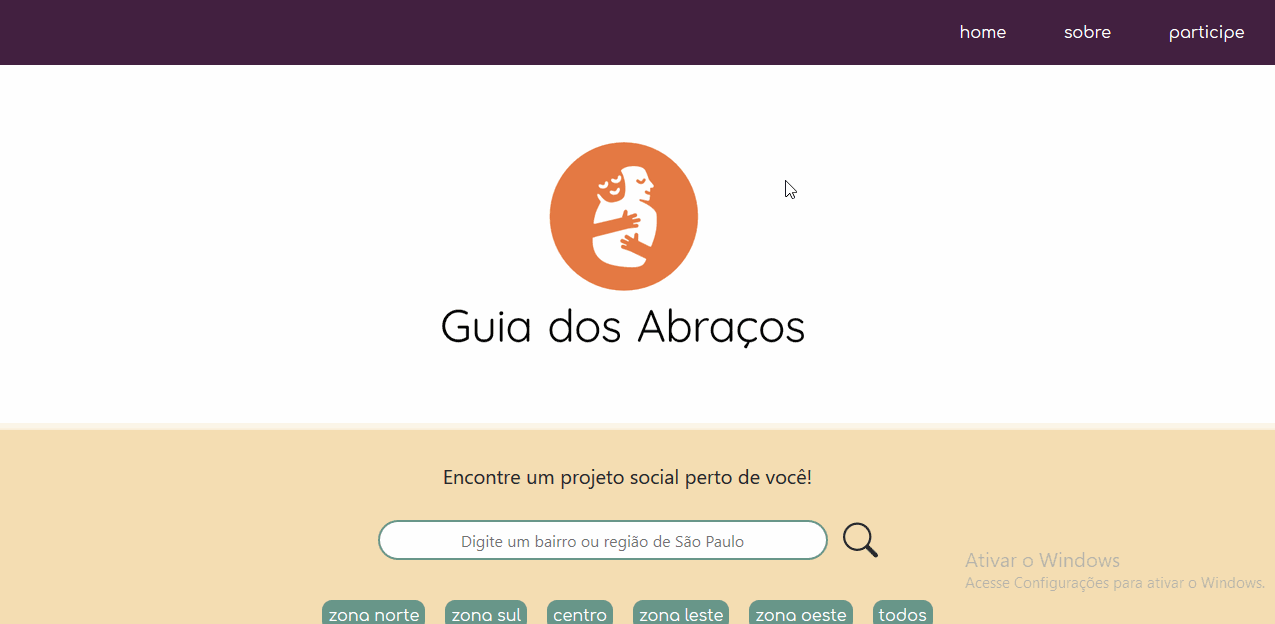 home sobre participe
Guia dos Abraços
Encontre um projeto social perto de você!
Digite um bairro ou região de São Paulo
Ativar o Windows
Acesse Configurações para ativar o Windows.
zona norte zona sul centro zona leste zona oeste todos